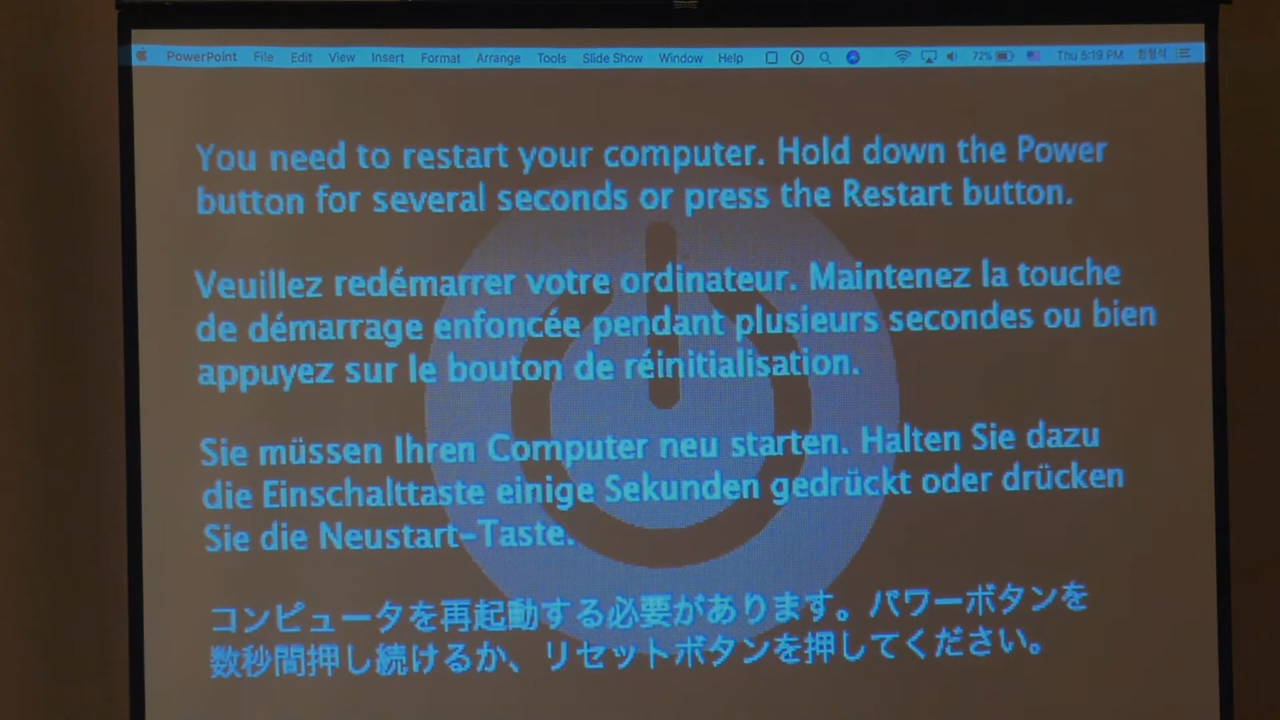 PowerPoint File Edit View Insert Format Arrange Tools Slide Show Window Help 72% Thu 5:19 PM
You need to restart your computer. Hold down the Power
button for several seconds or press the Restart button.
Veuillez redémarrer votre ordinateur. Maintenez la touche
de démarrage enfoncée pendant plusieurs secondes ou bien
appuyez sur le bouton de réinitialisation.
Sie müssen Ihren Computer neu starten. Halten Sie dazu
die Einschalttaste einige Sekunden gedrückt oder drücken
Sie die Neustart-Taste.
コンピュータを再起動する必要があります。パワーボタンを
数秒間押し続けるか、リセットボタンを押してください。